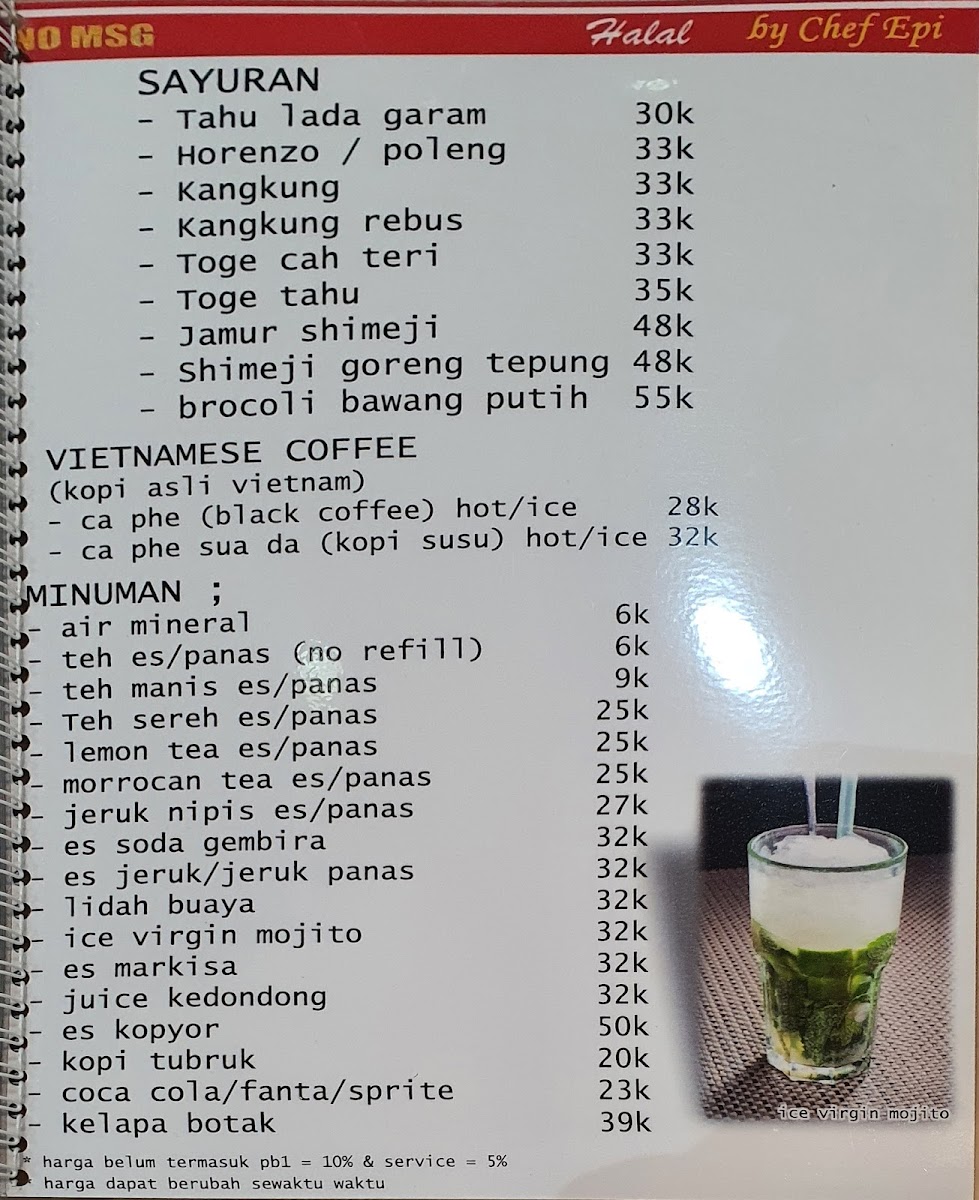 NO MSG Halal by Chef Epi
SAYURAN
- Tahu lada garam 30k
- Horenzo / poleng 33k
- Kangkung 33k
- Kangkung rebus 33k
- Toge cah teri 33k
- Toge tahu 35k
- Jamur shimeji 48k
- Shimeji goreng tepung 48k
- brocoli bawang putih 55k
VIETNAMESE COFFEE
(kopi asli vietnam)
- ca phe (black coffee) hot/ice 28k
- ca phe sua da (kopi susu) hot/ice 32k
MINUMAN ;
- air mineral 6k
- teh es/panas (no refill) 6k
- teh manis es/panas 9k
- Teh sereh es/panas 25k
- lemon tea es/panas 25k
- morrocan tea es/panas 25k
- jeruk nipis es/panas 27k
- es soda gembira 32k
- es jeruk/jeruk panas 32k
- lidah buaya 32k
- ice virgin mojito 32k
- es markisa 32k
- juice kedondong 32k
- es kopyor 50k
- kopi tubruk 20k
- coca cola/fanta/sprite 23k
- kelapa botak 39k
ice virgin mojito
* harga belum termasuk pb1 = 10% & service = 5%
* harga dapat berubah sewaktu waktu